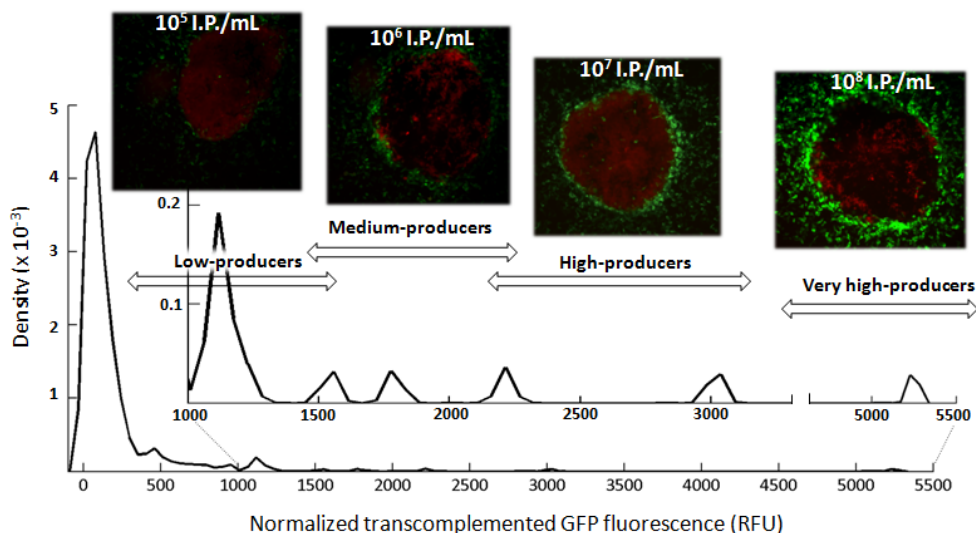 10⁵ I.P./mL
10⁶ I.P./mL
10⁷ I.P./mL
10⁸ I.P./mL
Low-producers
Medium-producers
High-producers
Very high-producers
Density (x 10⁻³)
5
4
3
2
1
0.2
0.1
1000 1500 2000 2500 3000 5000 5500
0 500 1000 1500 2000 2500 3000 3500 4000 4500 5000 5500
Normalized transcomplemented GFP fluorescence (RFU)